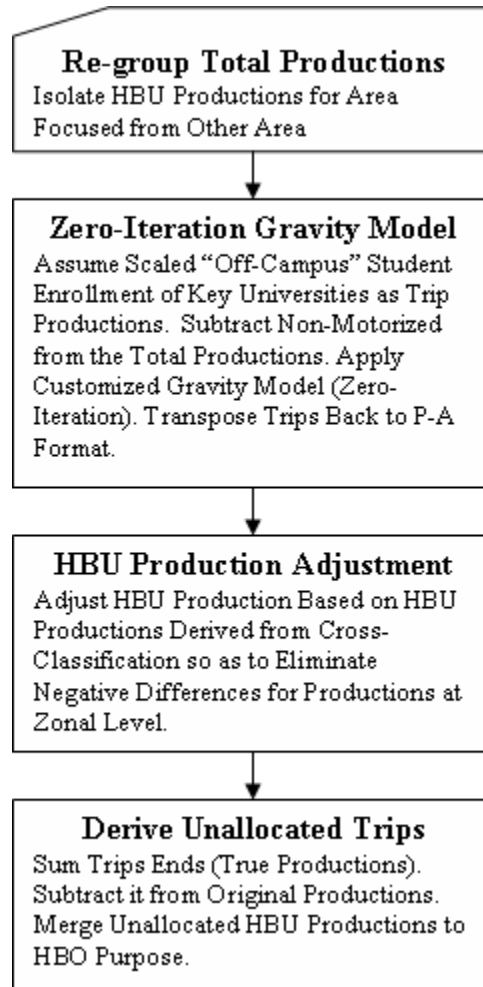 Re-group Total Productions
Isolate HBU Productions for Area
Focused from Other Area
Zero-Iteration Gravity Model
Assume Scaled “Off-Campus” Student
Enrollment of Key Universities as Trip
Productions.  Subtract Non-Motorized
from the Total Productions. Apply
Customized Gravity Model (Zero-
Iteration). Transpose Trips Back to P-A
Format.
HBU Production Adjustment
Adjust HBU Production Based on HBU
Productions Derived from Cross-
Classification so as to Eliminate
Negative Differences for Productions at
Zonal Level.
Derive Unallocated Trips
Sum Trips Ends (True Productions).
Subtract it from Original Productions.
Merge Unallocated HBU Productions to
HBO Purpose.